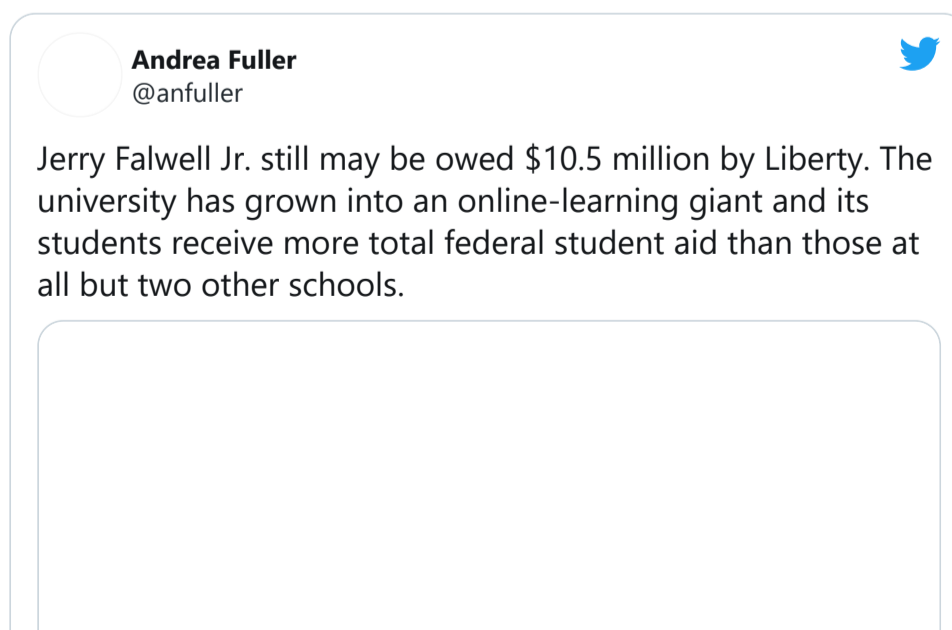 Andrea Fuller
@anfuller
Jerry Falwell Jr. still may be owed $10.5 million by Liberty. The
university has grown into an online-learning giant and its
students receive more total federal student aid than those at
all but two other schools.